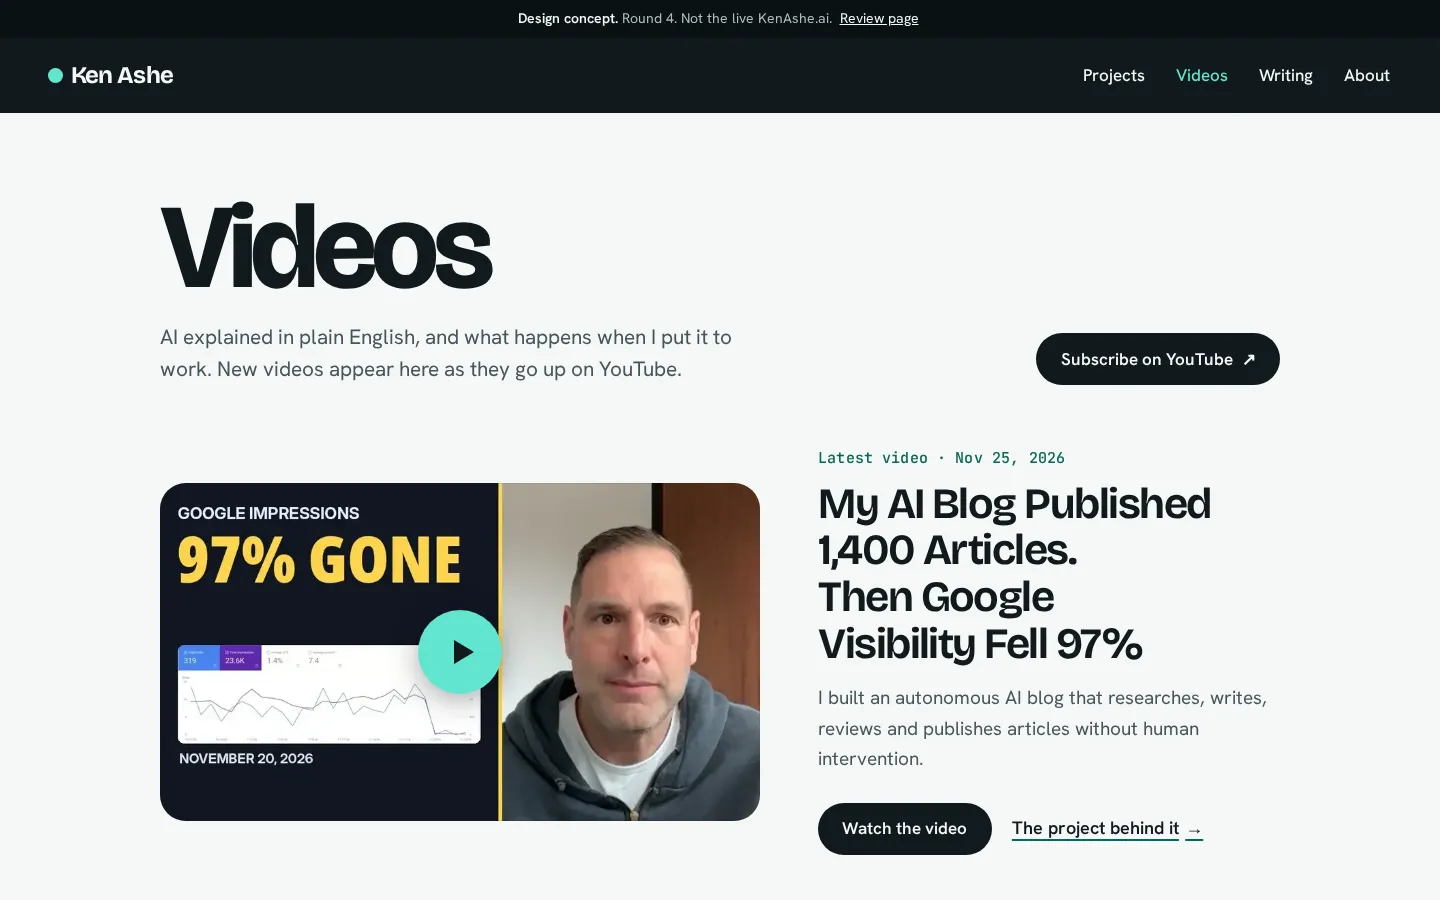 Design concept. Round 4. Not the live KenAshe.ai. Review page
Ken Ashe
Projects
Videos
Writing
About
Videos
AI explained in plain English, and what happens when I put it to
work. New videos appear here as they go up on YouTube.
Subscribe on YouTube ↗
GOOGLE IMPRESSIONS
97% GONE
319
23.6K
1.4%
7.4
NOVEMBER 20, 2026
Latest video · Nov 25, 2026
My AI Blog Published
1,400 Articles.
Then Google
Visibility Fell 97%
I built an autonomous AI blog that researches, writes,
reviews and publishes articles without human
intervention.
Watch the video
The project behind it →